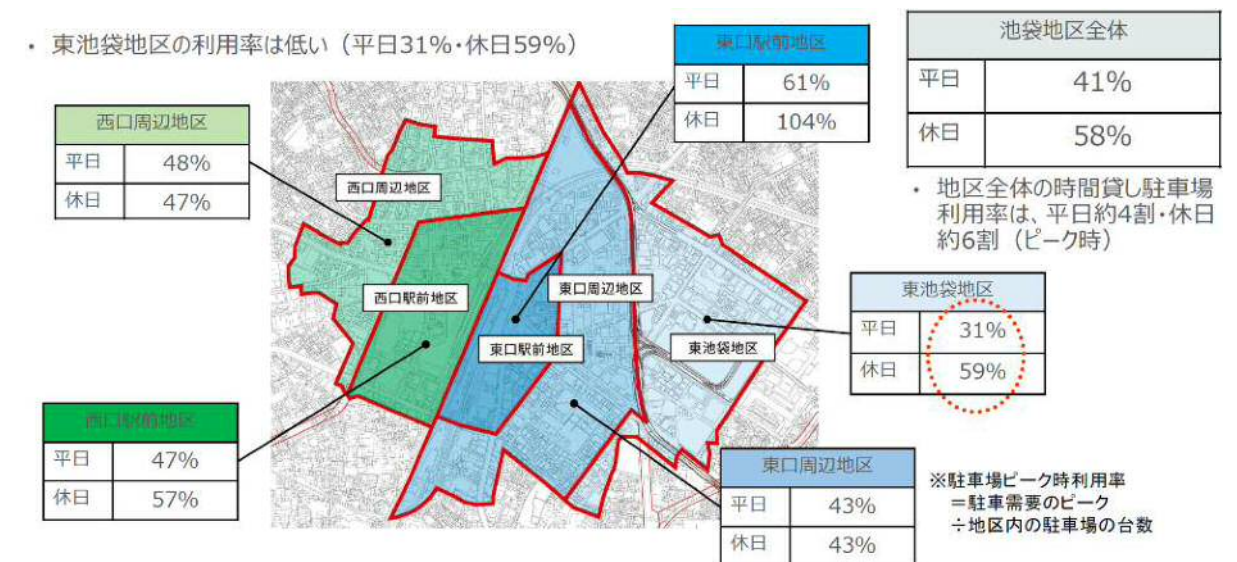 ・ 東池袋地区の利用率は低い（平日31%・休日59%）
東口駅前地区
平日 61%
休日 104%
池袋地区全体
平日 41%
休日 58%
・ 地区全体の時間貸し駐車場
利用率は、平日約4割・休日
約6割（ピーク時）
西口周辺地区
平日 48%
休日 47%
西口周辺地区
西口駅前地区
東口周辺地区
東口駅前地区
東池袋地区
東池袋地区
平日 31%
休日 59%
西口駅前地区
平日 47%
休日 57%
東口周辺地区
平日 43%
休日 43%
※駐車場ピーク時利用率
＝駐車需要のピーク
÷地区内の駐車場の台数